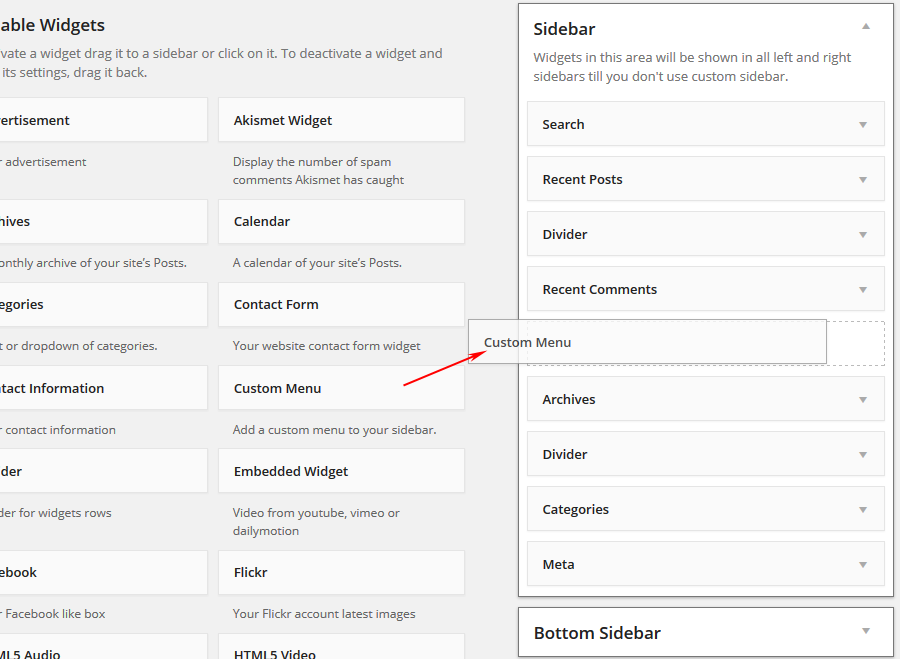 able Widgets
vate a widget drag it to a sidebar or click on it. To deactivate a widget and
its settings, drag it back.
ertisement
r advertisement
hives
onthly archive of your site's Posts.
egories
t or dropdown of categories.
ntact Information
r contact information
der
der for widgets rows
ebook
r Facebook like box
ML5 Audio
Akismet Widget
Display the number of spam
comments Akismet has caught
Calendar
A calendar of your site's Posts.
Contact Form
Your website contact form widget
Custom Menu
Add a custom menu to your sidebar.
Embedded Widget
Video from youtube, vimeo or
dailymotion
Flickr
Your Flickr account latest images
HTML5 Video
Sidebar
Widgets in this area will be shown in all left and right
sidebars till you don't use custom sidebar.
Search
Recent Posts
Divider
Recent Comments
Custom Menu
Archives
Divider
Categories
Meta
Bottom Sidebar